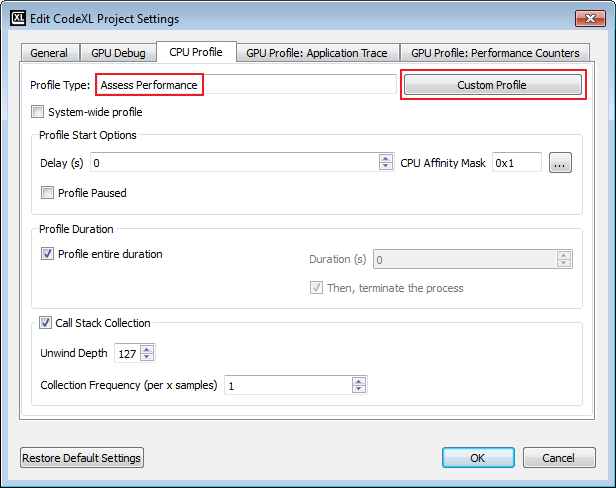 XL Edit CodeXL Project Settings
General GPU Debug CPU Profile GPU Profile: Application Trace GPU Profile: Performance Counters
Profile Type: Assess Performance Custom Profile
System-wide profile
Profile Start Options
Delay (s) 0 CPU Affinity Mask 0x1 ...
Profile Paused
Profile Duration
Profile entire duration Duration (s) 0
Then, terminate the process
Call Stack Collection
Unwind Depth 127
Collection Frequency (per x samples) 1
Restore Default Settings OK Cancel